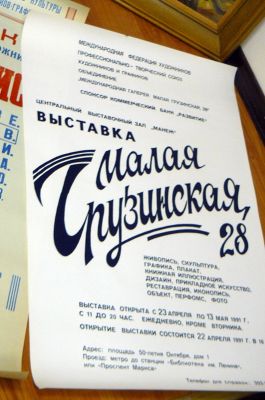 МЕЖДУНАРОДНАЯ ФЕДЕРАЦИЯ ХУДОЖНИКОВ
ПРОФЕССИОНАЛЬНО-ТВОРЧЕСКИЙ СОЮЗ
ХУДОЖНИКОВ И ГРАФИКОВ
ОБЪЕДИНЕНИЕ
„МЕЖДУНАРОДНАЯ ГАЛЕРЕЯ МАЛАЯ ГРУЗИНСКАЯ, 28"
СПОНСОР КОММЕРЧЕСКИЙ БАНК „РАЗВИТИЕ"
ЦЕНТРАЛЬНЫЙ ВЫСТАВОЧНЫЙ ЗАЛ „МАНЕЖ"
ВЫСТАВКА
Малая
Грузинская,
28
ЖИВОПИСЬ, СКУЛЬПТУРА,
ГРАФИКА, ПЛАКАТ,
КНИЖНАЯ ИЛЛЮСТРАЦИЯ,
ДИЗАЙН, ПРИКЛАДНОЕ ИСКУССТВО,
РЕСТАВРАЦИЯ, ИКОНОПИСЬ,
ОБЪЕКТ, ПЕРФОМС, ФОТО
ВЫСТАВКА ОТКРЫТА С 23 АПРЕЛЯ ПО 13 МАЯ 1991 Г.
С 11 ДО 20 ЧАС. ЕЖЕДНЕВНО, КРОМЕ ВТОРНИКА.
ОТКРЫТИЕ ВЫСТАВКИ СОСТОИТСЯ 22 АПРЕЛЯ 1991 Г. В 16
Адрес: площадь 50-летия Октября, дом 1
Проезд: метро до станции «Библиотека им. Ленина»,
или «Проспект Маркса»
Телефон для справок: